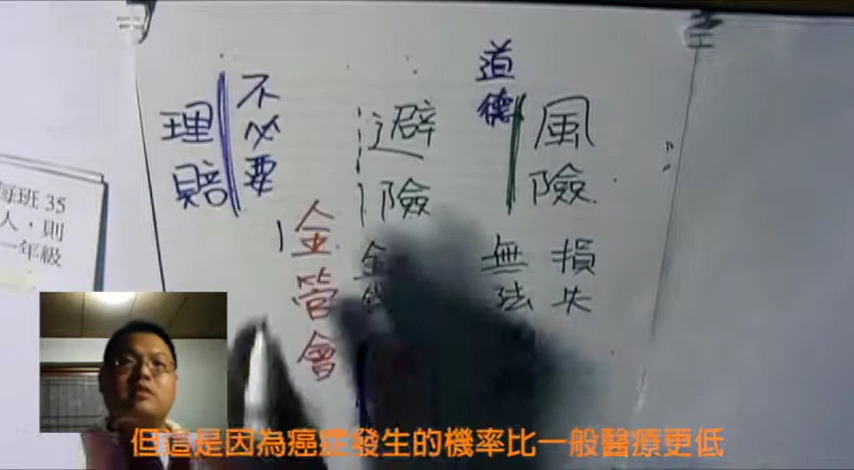 道德
風險
損失
無法
避險
金
不必要
理賠
金管會
每班 35
人,則
一年級
但這是因為癌症發生的機率比一般醫療更低